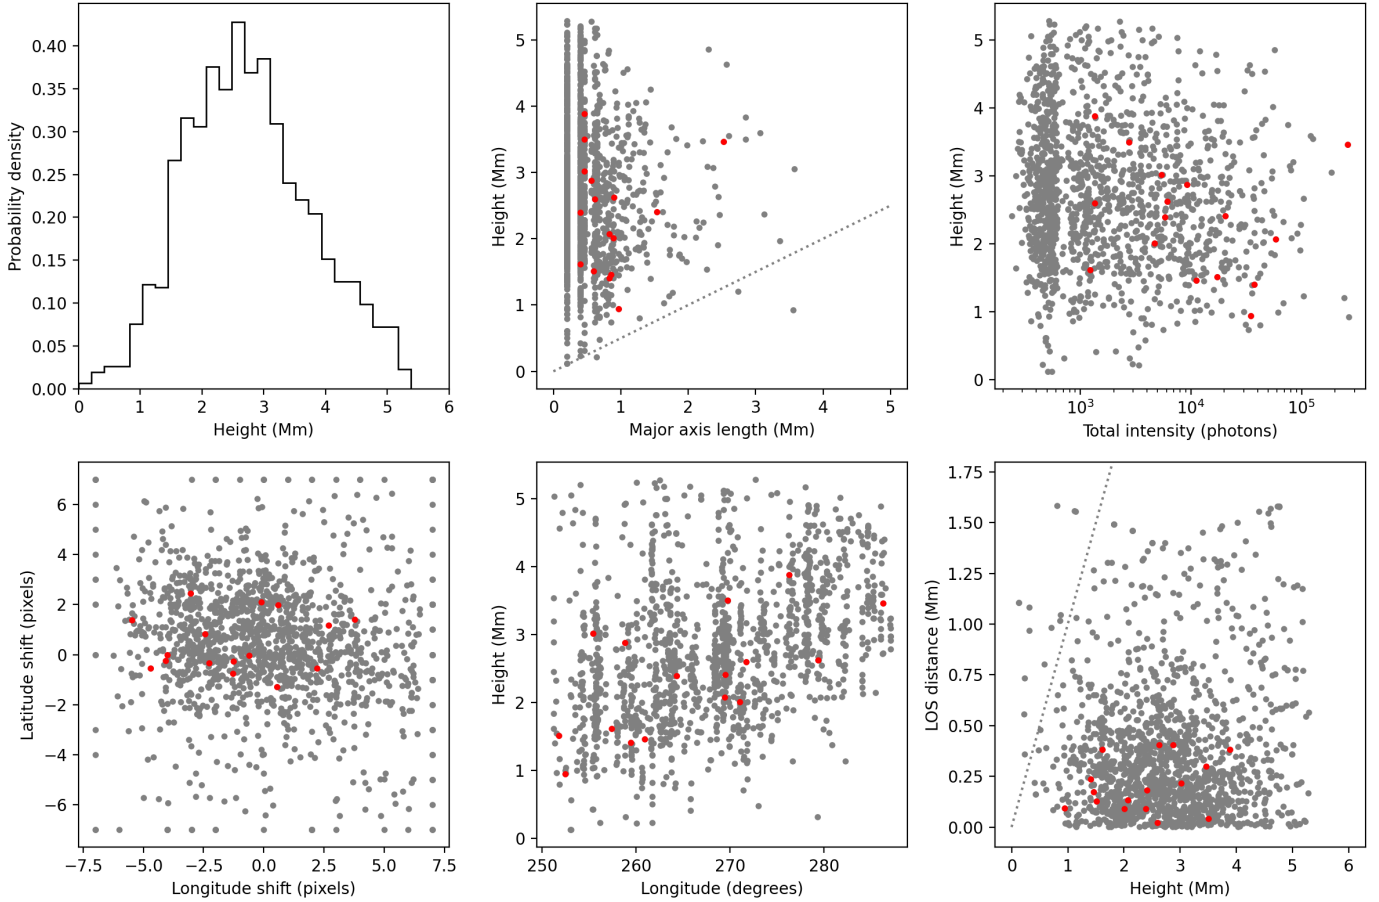 Probability density
0.40
0.35
0.30
0.25
0.20
0.15
0.10
0.05
0.00
0 1 2 3 4 5 6
Height (Mm)
Height (Mm)
5
4
3
2
1
0
0 1 2 3 4 5
Major axis length (Mm)
Height (Mm)
5
4
3
2
1
0
10³ 10⁴ 10⁵
Total intensity (photons)
Latitude shift (pixels)
6
4
2
0
−2
−4
−6
−7.5 −5.0 −2.5 0.0 2.5 5.0 7.5
Longitude shift (pixels)
Height (Mm)
5
4
3
2
1
0
250 260 270 280
Longitude (degrees)
LOS distance (Mm)
1.75
1.50
1.25
1.00
0.75
0.50
0.25
0.00
0 1 2 3 4 5 6
Height (Mm)